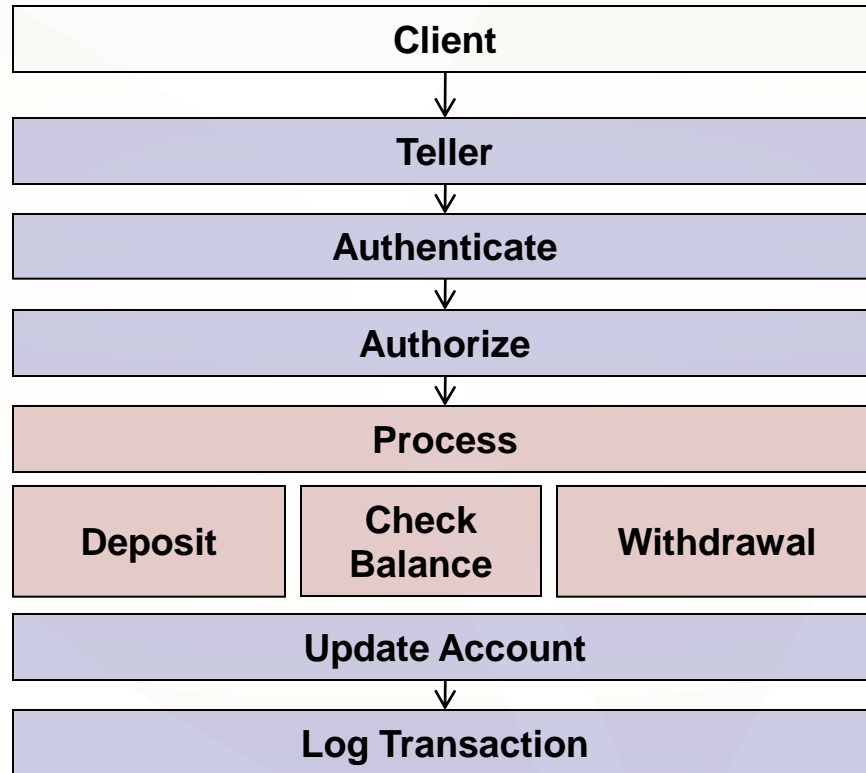 Client
Teller
Authenticate
Authorize
Process
Deposit
Check
Balance
Withdrawal
Update Account
Log Transaction